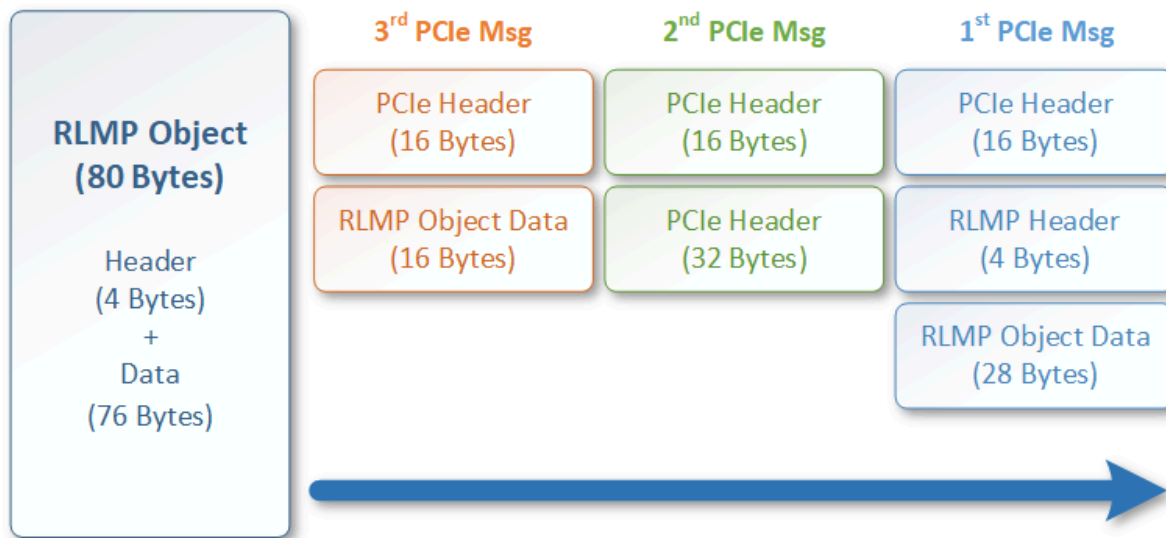 RLMP Object
(80 Bytes)
Header
(4 Bytes)
+
Data
(76 Bytes)
3rd PCIe Msg
PCIe Header
(16 Bytes)
RLMP Object Data
(16 Bytes)
2nd PCIe Msg
PCIe Header
(16 Bytes)
PCIe Header
(32 Bytes)
1st PCIe Msg
PCIe Header
(16 Bytes)
RLMP Header
(4 Bytes)
RLMP Object Data
(28 Bytes)